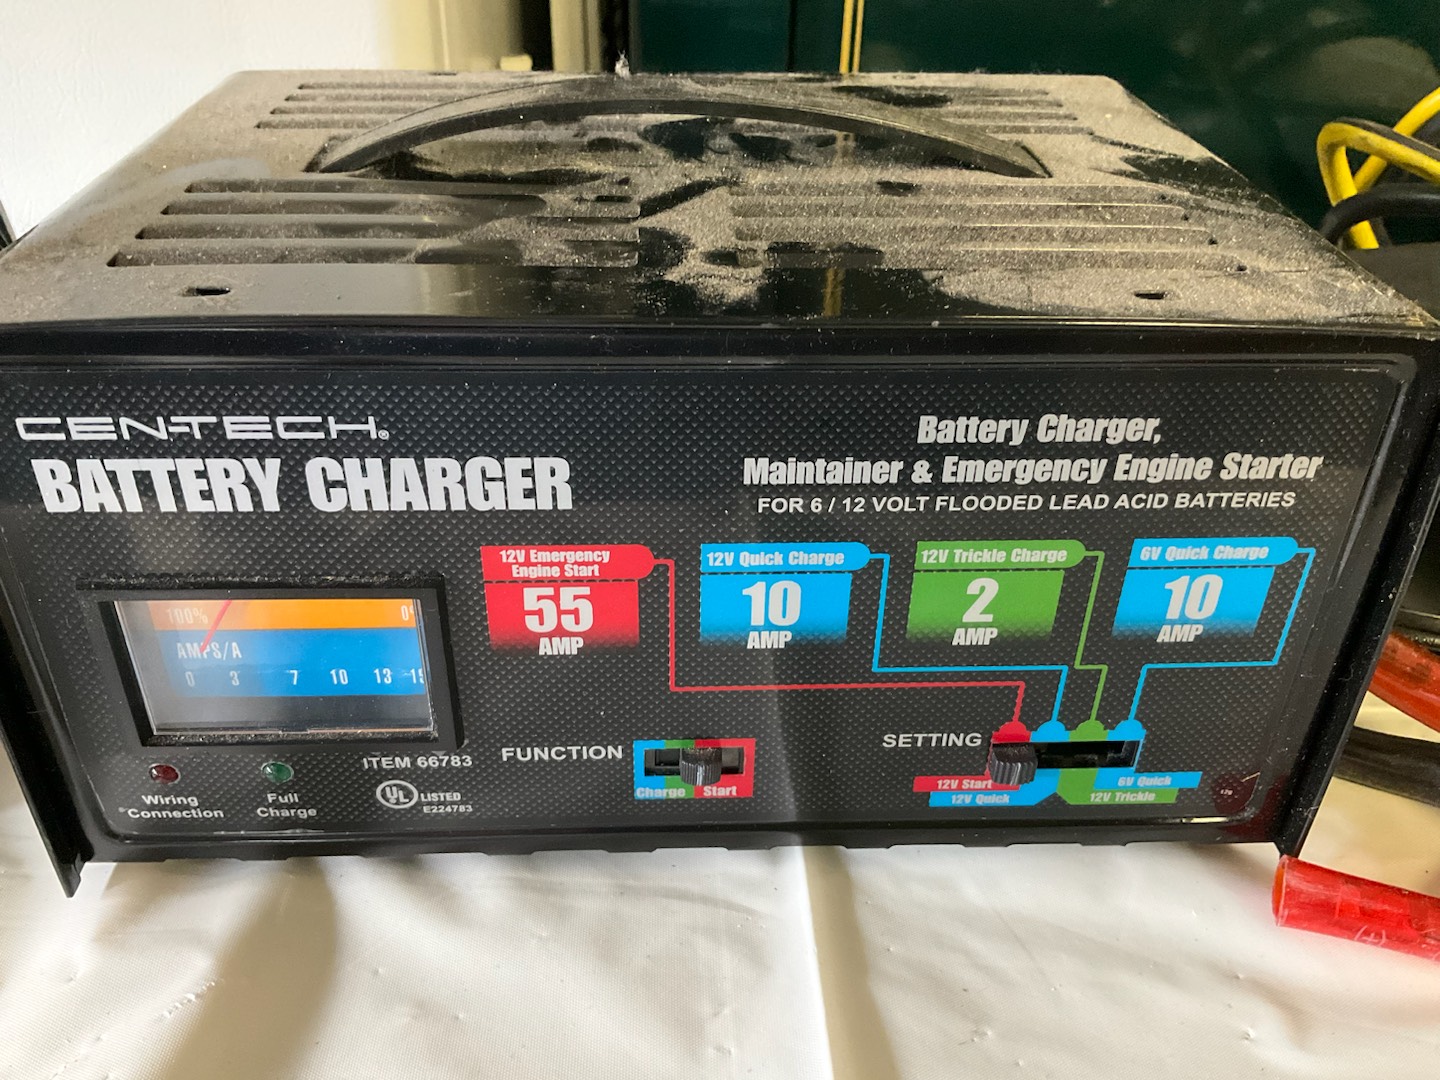 CEN-TECH®
BATTERY CHARGER
Battery Charger,
Maintainer & Emergency Engine Starter
FOR 6 / 12 VOLT FLOODED LEAD ACID BATTERIES
12V Emergency
Engine Start
55
AMP
12V Quick Charge
10
AMP
12V Trickle Charge
2
AMP
6V Quick Charge
10
AMP
100% 0%
AMPS/A
0 3 7 10 13 15
Wiring
Connection
Full
Charge
ITEM 66783
UL LISTED
E224783
FUNCTION
Charge Start
SETTING
12V Start
12V Quick
6V Quick
12V Trickle
(+)